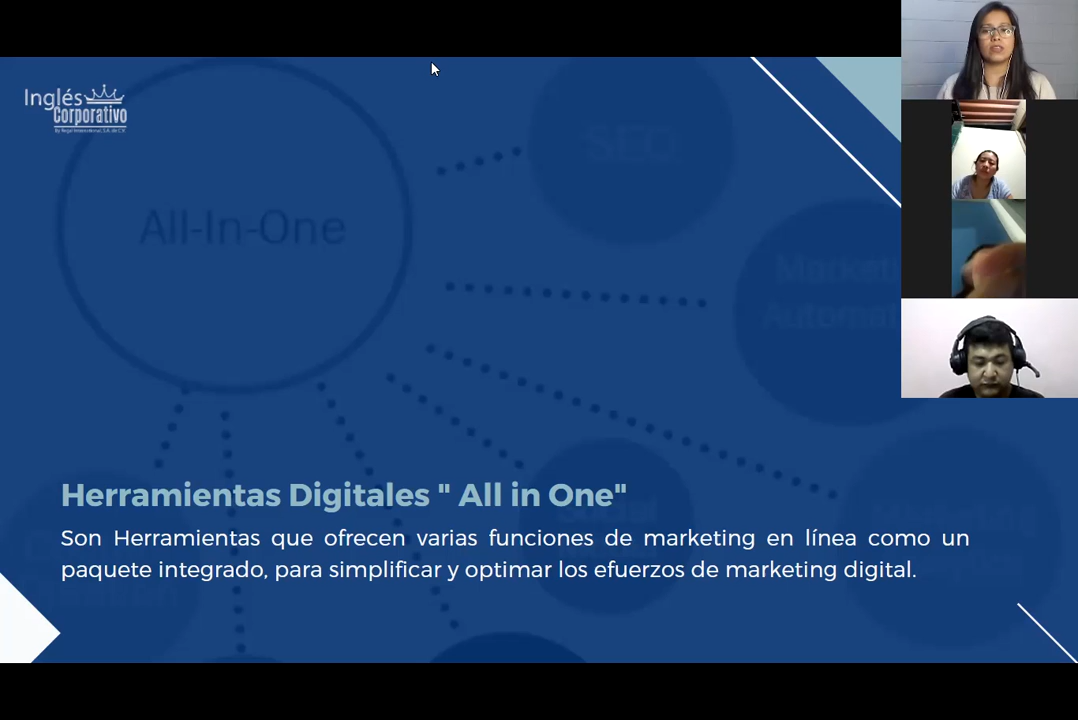 Inglés
Corporativo
All-In-One
SEO
Herramientas Digitales " All in One"
Son Herramientas que ofrecen varias funciones de marketing en línea como un
paquete integrado, para simplificar y optimar los efuerzos de marketing digital.